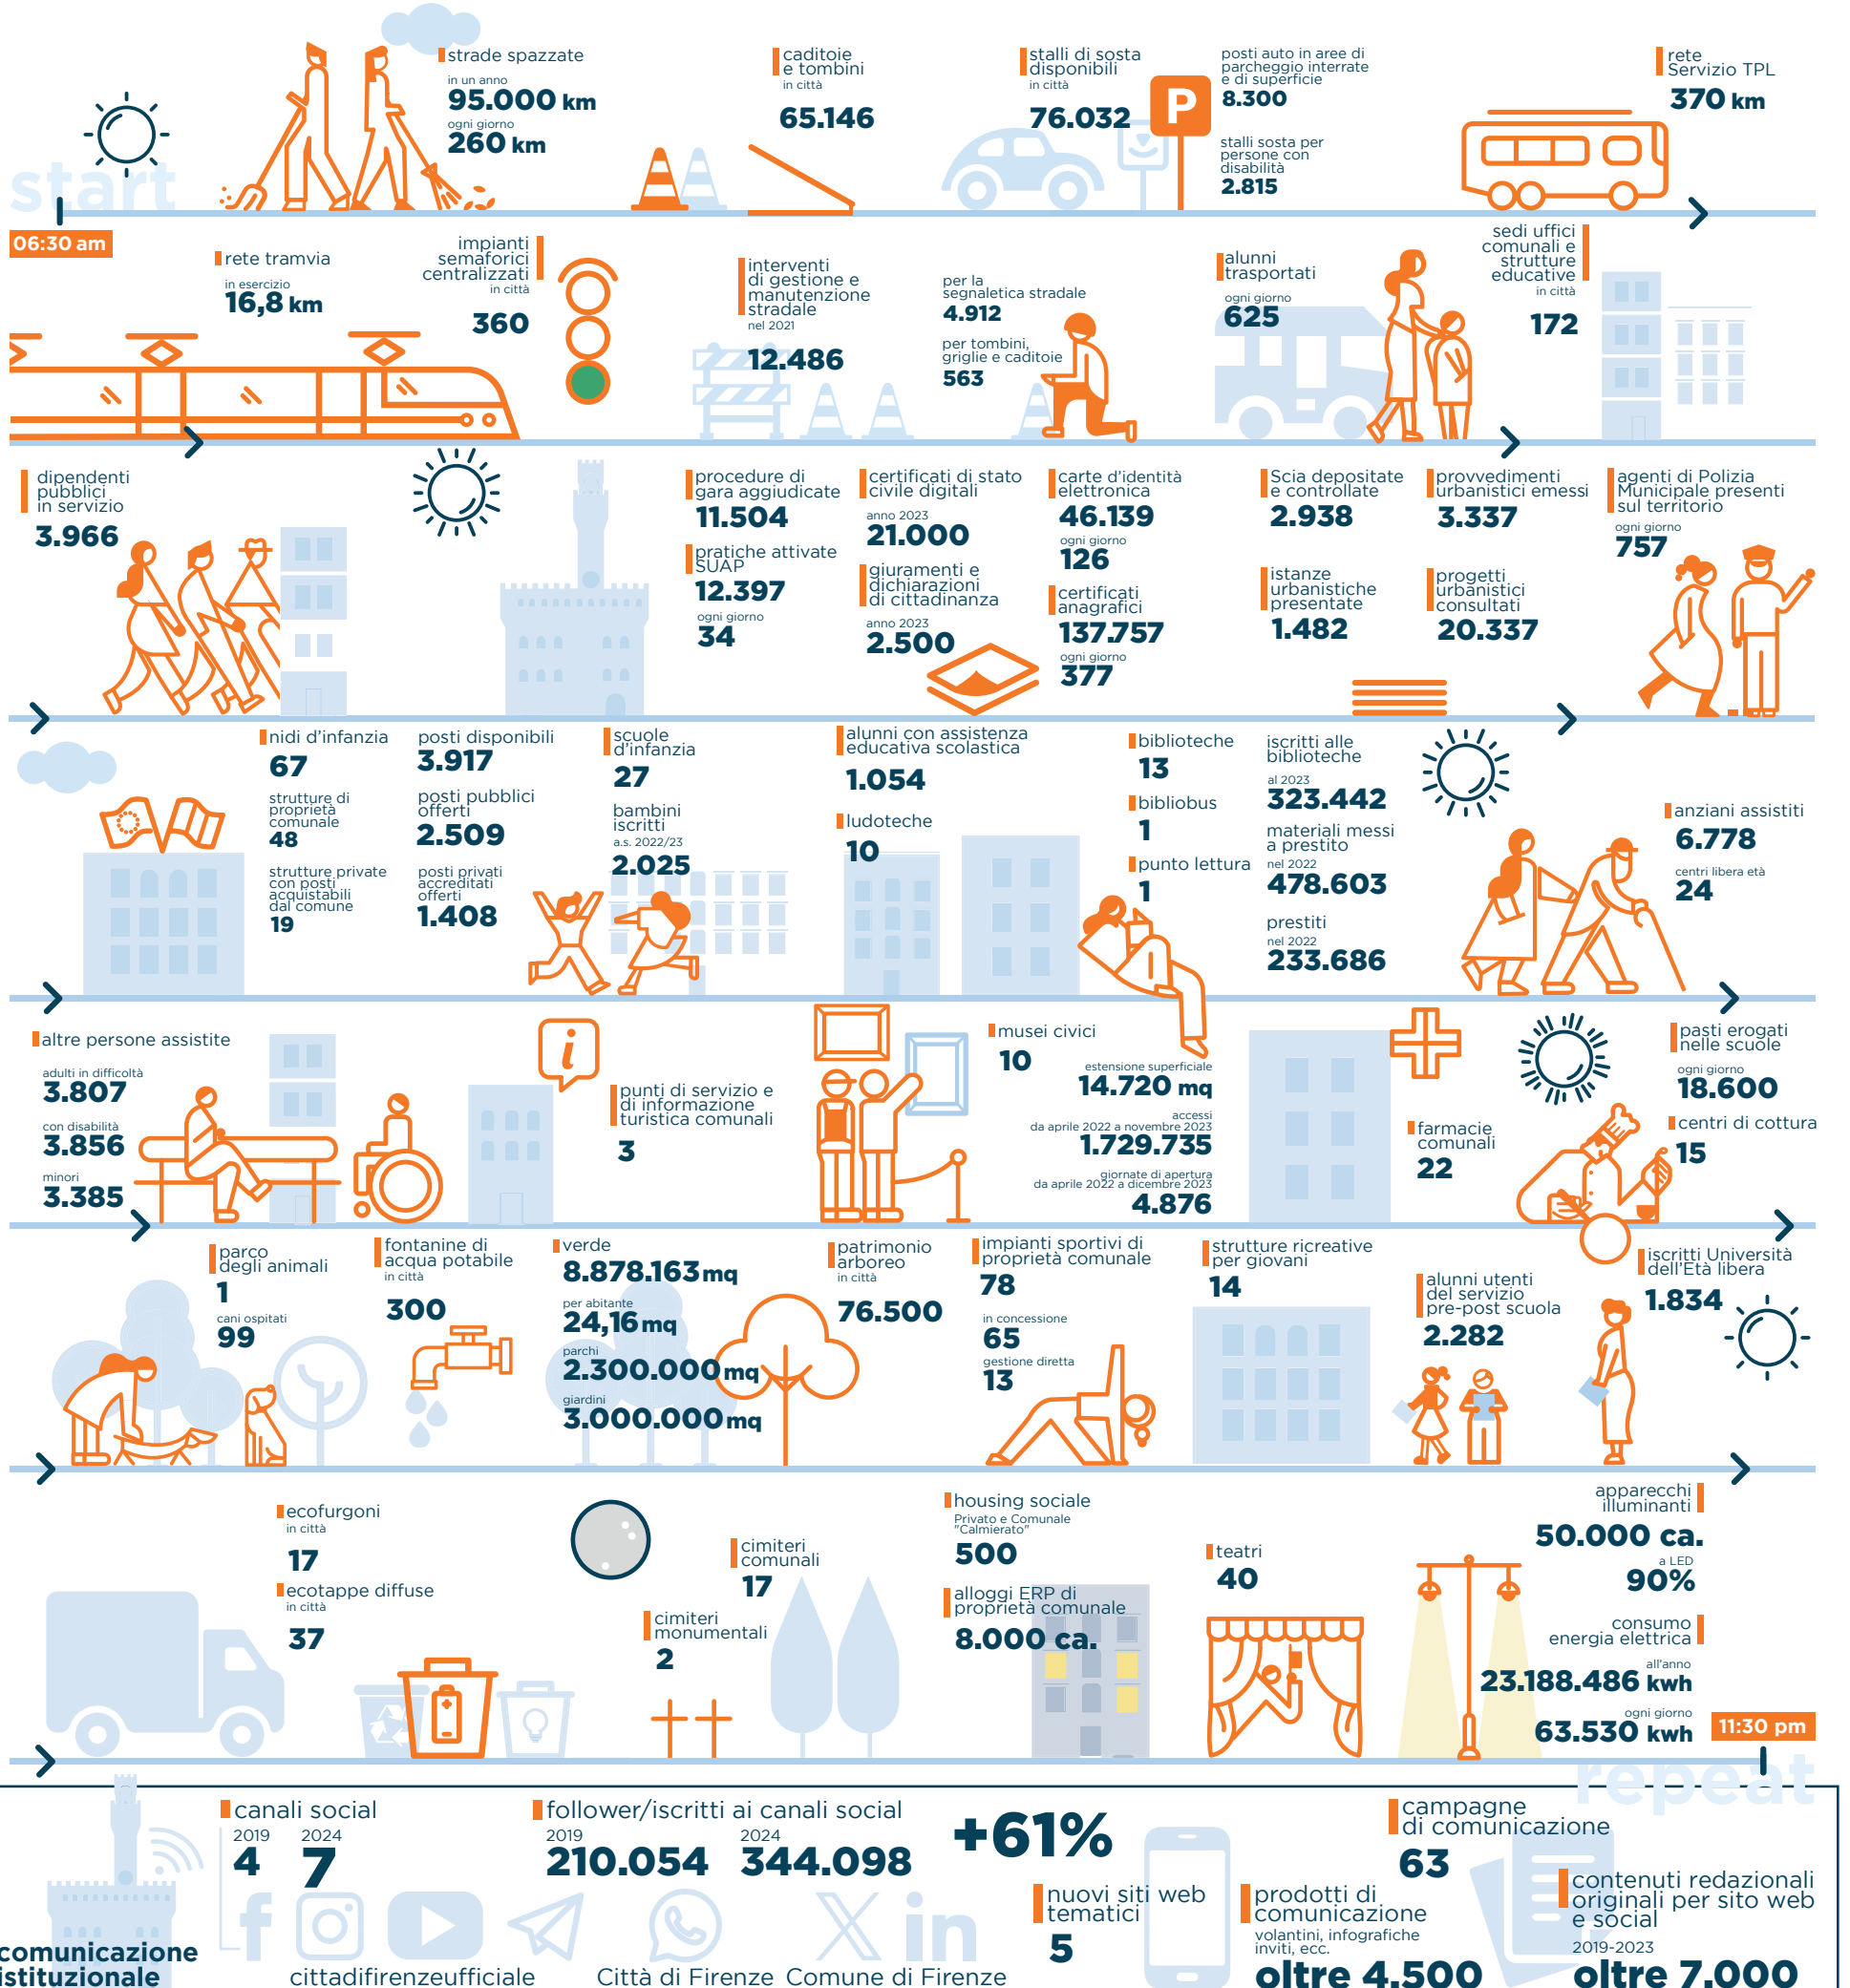 start
06:30 am
strade spazzate
in un anno
95.000 km
ogni giorno
260 km
caditoie
e tombini
in città
65.146
stalli di sosta
disponibili
in città
76.032
P
posti auto in aree di
parcheggio interrate
e di superficie
8.300
stalli sosta per
persone con
disabilità
2.815
rete
Servizio TPL
370 km
rete tramvia
in esercizio
16,8 km
impianti
semaforici
centralizzati
in città
360
interventi
di gestione e
manutenzione
stradale
nel 2021
12.486
per la
segnaletica stradale
4.912
per tombini,
griglie e caditoie
563
alunni
trasportati
ogni giorno
625
sedi uffici
comunali e
strutture
educative
in città
172
dipendenti
pubblici
in servizio
3.966
procedure di
gara aggiudicate
11.504
pratiche attivate
SUAP
12.397
ogni giorno
34
certificati di stato
civile digitali
anno 2023
21.000
giuramenti e
dichiarazioni
di cittadinanza
anno 2023
2.500
carte d'identità
elettronica
46.139
ogni giorno
126
certificati
anagrafici
137.757
ogni giorno
377
Scia depositate
e controllate
2.938
istanze
urbanistiche
presentate
1.482
provvedimenti
urbanistici emessi
3.337
progetti
urbanistici
consultati
20.337
agenti di Polizia
Municipale presenti
sul territorio
ogni giorno
757
nidi d'infanzia
67
strutture di
proprietà
comunale
48
strutture private
con posti
acquistabili
dal comune
19
posti disponibili
3.917
posti pubblici
offerti
2.509
posti privati
accreditati
offerti
1.408
scuole
d'infanzia
27
bambini
iscritti
a.s. 2022/23
2.025
alunni con assistenza
educativa scolastica
1.054
ludoteche
10
biblioteche
13
bibliobus
1
punto lettura
1
iscritti alle
biblioteche
al 2023
323.442
materiali messi
a prestito
nel 2022
478.603
prestiti
nel 2022
233.686
anziani assistiti
6.778
centri libera età
24
altre persone assistite
adulti in difficoltà
3.807
con disabilità
3.856
minori
3.385
i
punti di servizio e
di informazione
turistica comunali
3
musei civici
10
estensione superficiale
14.720 mq
accessi
da aprile 2022 a novembre 2023
1.729.735
giornate di apertura
da aprile 2022 a dicembre 2023
4.876
farmacie
comunali
22
pasti erogati
nelle scuole
ogni giorno
18.600
centri di cottura
15
parco
degli animali
1
cani ospitati
99
fontanine di
acqua potabile
in città
300
verde
8.878.163 mq
per abitante
24,16 mq
parchi
2.300.000 mq
giardini
3.000.000 mq
patrimonio
arboreo
in città
76.500
impianti sportivi di
proprietà comunale
78
in concessione
65
gestione diretta
13
strutture ricreative
per giovani
14
alunni utenti
del servizio
pre-post scuola
2.282
iscritti Università
dell'Età libera
1.834
ecofurgoni
in città
17
ecotappe diffuse
in città
37
cimiteri
comunali
17
cimiteri
monumentali
2
housing sociale
Privato e Comunale
"Calmierato"
500
alloggi ERP di
proprietà comunale
8.000 ca.
teatri
40
apparecchi
illuminanti
50.000 ca.
a LED
90%
consumo
energia elettrica
all'anno
23.188.486 kwh
ogni giorno
63.530 kwh
11:30 pm
repeat
comunicazione
istituzionale
canali social
2019 2024
4 7
f
in
cittadifirenzeufficiale
Città di Firenze
Comune di Firenze
follower/iscritti ai canali social
2019 2024
210.054 344.098
+61%
nuovi siti web
tematici
5
prodotti di
comunicazione
volantini, infografiche
inviti, ecc.
oltre 4.500
campagne
di comunicazione
63
contenuti redazionali
originali per sito web
e social
2019-2023
oltre 7.000